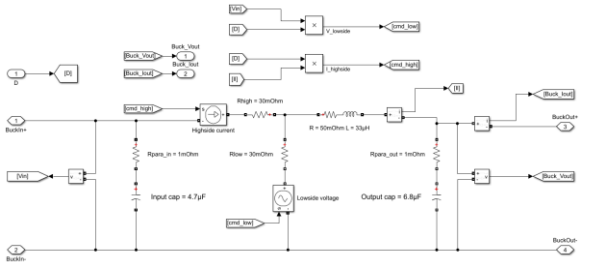 [Vin]
[D]
×
V_lowside
[cmd_low]
Buck_Vout
[Buck_Vout]
1
Buck_Iout
[Buck_Iout]
2
[D]
[Il]
×
I_highside
[cmd_high]
1
D
[D]
[Il]
[cmd_high]
Rhigh = 30mOhm
[Buck_Iout]
1
BuckIn+
Highside current
R = 50mOhm L = 33µH
BuckOut+
3
Rpara_in = 1mOhm
Rlow = 30mOhm
Rpara_out = 1mOhm
[Vin]
v
v
[Buck_Vout]
Input cap = 4.7µF
Lowside voltage
Output cap = 6.8µF
[cmd_low]
2
BuckIn-
BuckOut-
4